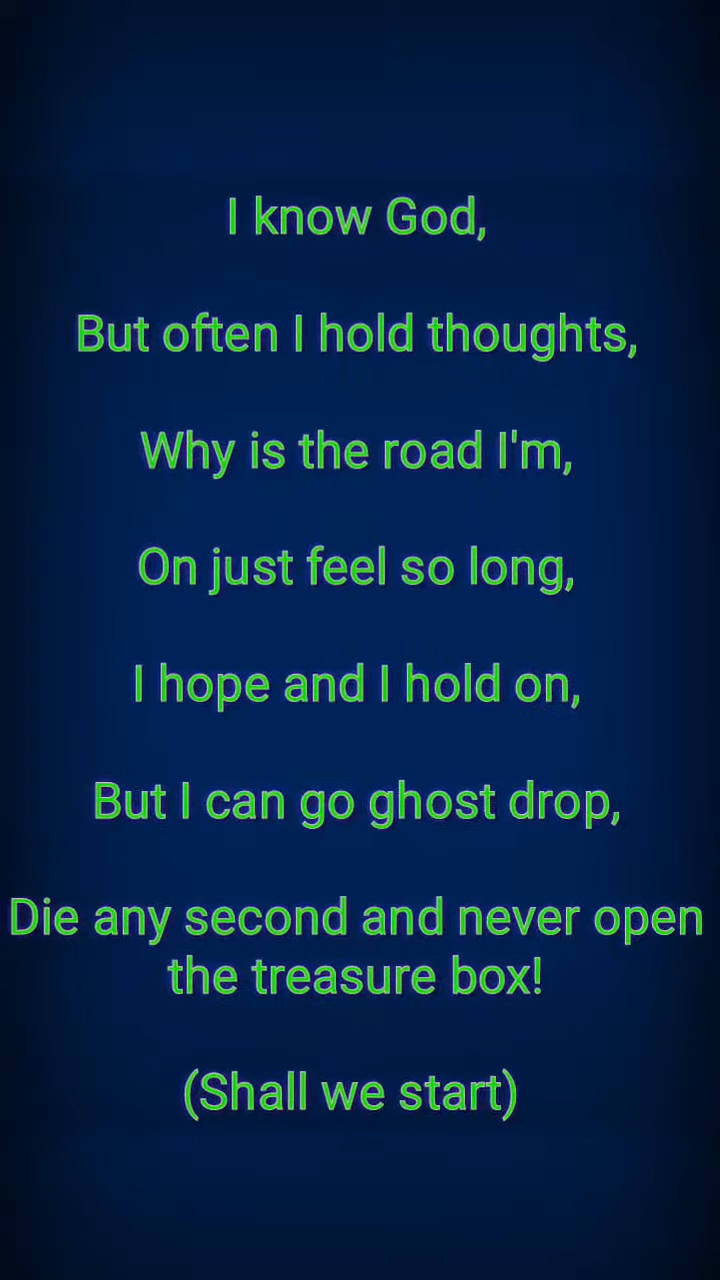 I know God,
But often I hold thoughts,
Why is the road I'm,
On just feel so long,
I hope and I hold on,
But I can go ghost drop,
Die any second and never open
the treasure box!
(Shall we start)